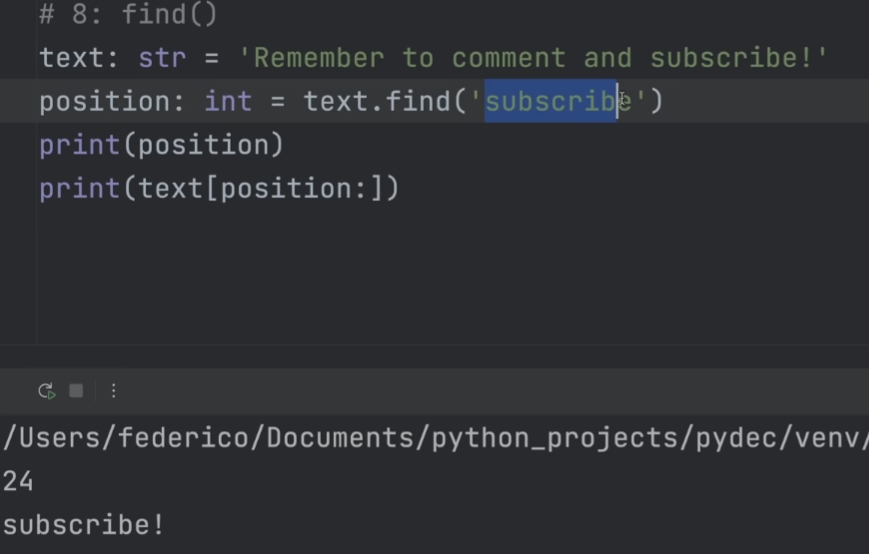 # 8: find()
text: str = 'Remember to comment and subscribe!'
position: int = text.find('subscribe')
print(position)
print(text[position:])
/Users/federico/Documents/python_projects/pydec/venv/
24
subscribe!